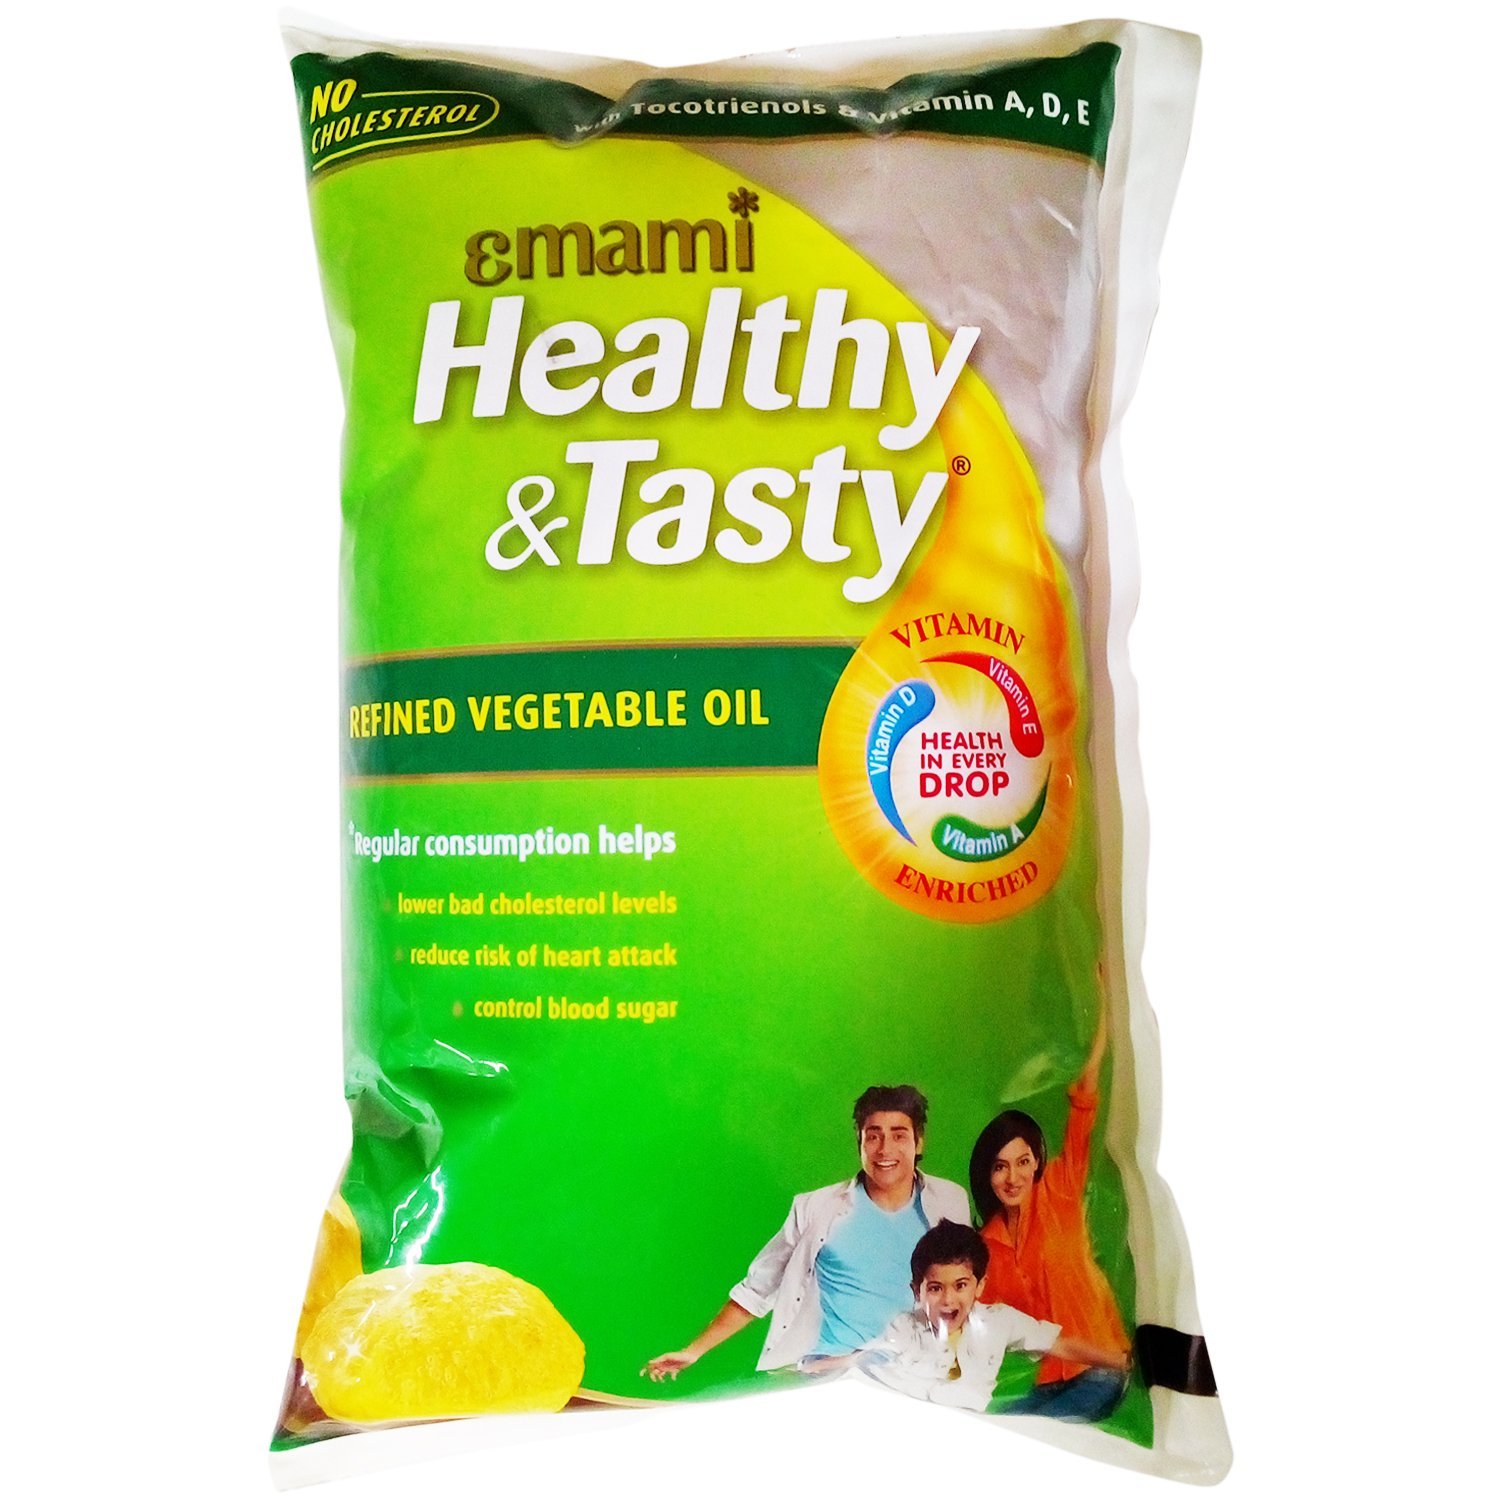 NO
CHOLESTEROL
with Tocotrienols & Vitamin A, D, E
emami
Healthy
&Tasty®
REFINED VEGETABLE OIL
VITAMIN
Vitamin E
Vitamin D
HEALTH
IN EVERY
DROP
Vitamin A
ENRICHED
*Regular consumption helps
• lower bad cholesterol levels
• reduce risk of heart attack
• control blood sugar